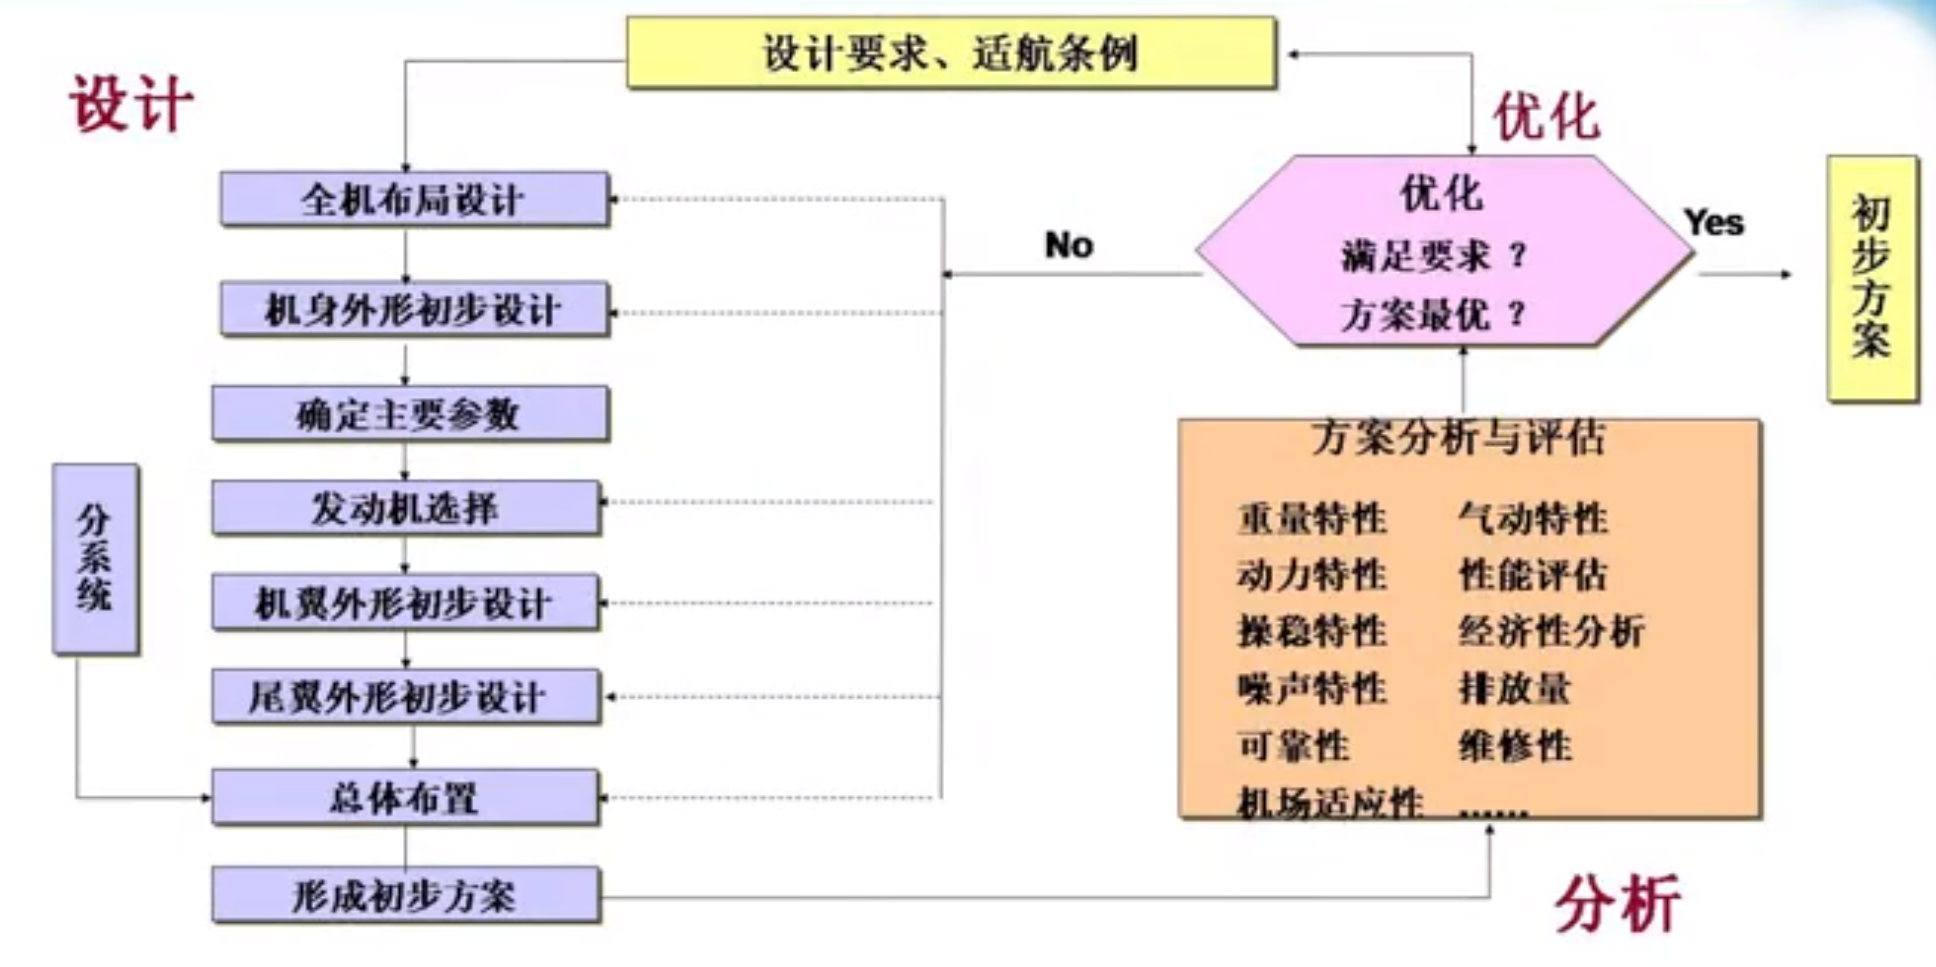 设计要求、适航条例
设计
优化
全机布局设计
机身外形初步设计
确定主要参数
发动机选择
机翼外形初步设计
尾翼外形初步设计
总体布置
形成初步方案
分系统
No
优化
满足要求？
方案最优？
Yes
初步方案
方案分析与评估
重量特性 气动特性
动力特性 性能评估
操稳特性 经济性分析
噪声特性 排放量
可靠性 维修性
机场适应性 ......
分析